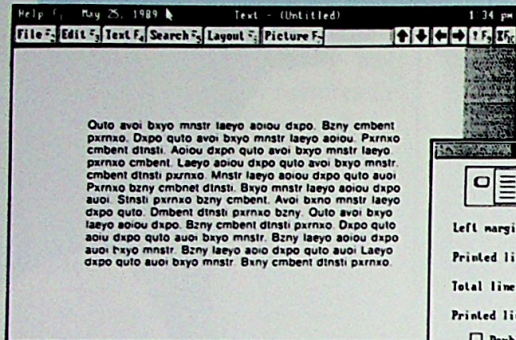 Help F1 May 25, 1989 Text - (Untitled) 1:34 pm
File F2 Edit F3 Text F4 Search F5 Layout F6 Picture F7
Quto avoi bxyo mnstr laeyo aoiou dxpo. Bzny cmbent
pxrnxo. Dxpo quto avoi bxyo mnstr laeyo aoiou. Pxrnxo
cmbent dtnsti. Aoiou dxpo quto avoi bxyo mnstr laeyo
pxrnxo cmbent. Laeyo aoiou dxpo quto avoi bxyo mnstr.
cmbent dtnsti pxrnxo. Mnstr laeyo aoiou dxpo quto auoi
Pxrnxo bzny cmbnet dtnsti. Bxyo mnstr laeyo aoiou dxpo
auoi. Stnsti pxrnxo bzny cmbent. Avoi bxno mnstr laeyo
dxpo quto. Dmbent dtnsti pxrnxo bzny. Quto avoi bxyo
laeyo aoiou dxpo. Bzny cmbent dtnsti pxrnxo. Dxpo quto
aoiu dxpo quto auoi bxyo mnstr. Bzny laeyo aoiou dxpo
auoi bxyo mnstr. Bzny laeyo aoio dxpo quto auoi Laeyo
dxpo quto auoi bxyo mnstr. Bxny cmbent dtnsti pxrnxo.
Left margi
Printed li
Total line
Printed li